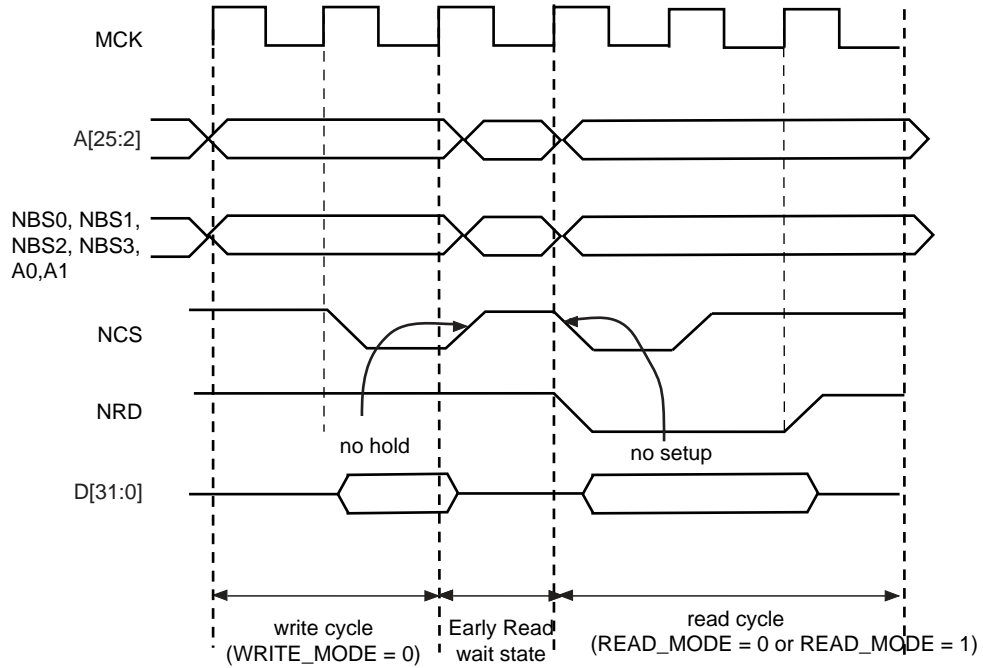 MCK
A[25:2]
NBS0, NBS1,
NBS2, NBS3,
A0,A1
NCS
NRD
no hold
no setup
D[31:0]
write cycle
(WRITE_MODE = 0)
Early Read
wait state
read cycle
(READ_MODE = 0 or READ_MODE = 1)